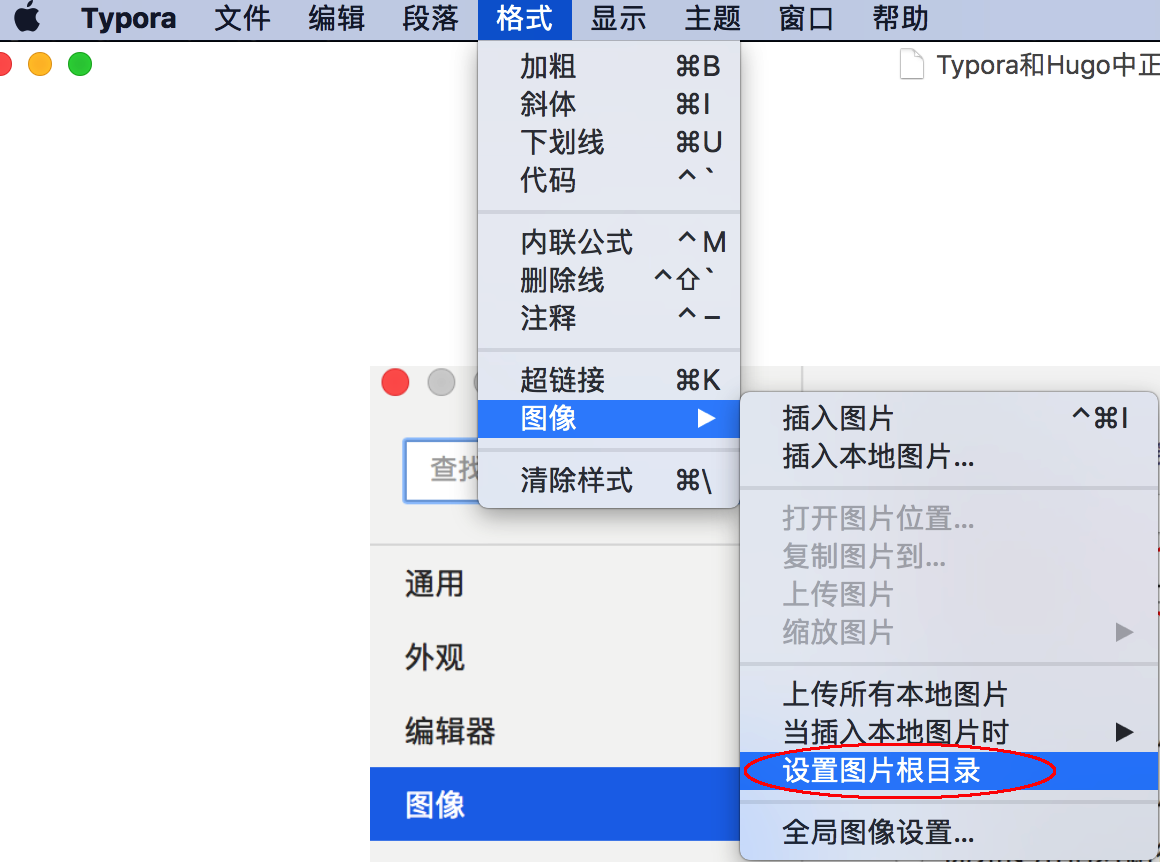 Typora 文件 编辑 段落 格式 显示 主题 窗口 帮助
Typora和Hugo中正
加粗 ⌘B
斜体 ⌘I
下划线 ⌘U
代码 ^`
内联公式 ^M
删除线 ^⇧`
注释 ^–
超链接 ⌘K
图像 ▶
清除样式 ⌘\
插入图片 ^⌘I
插入本地图片...
打开图片位置...
复制图片到...
上传图片
缩放图片 ▶
上传所有本地图片
当插入本地图片时 ▶
设置图片根目录
全局图像设置...
查找
通用
外观
编辑器
图像